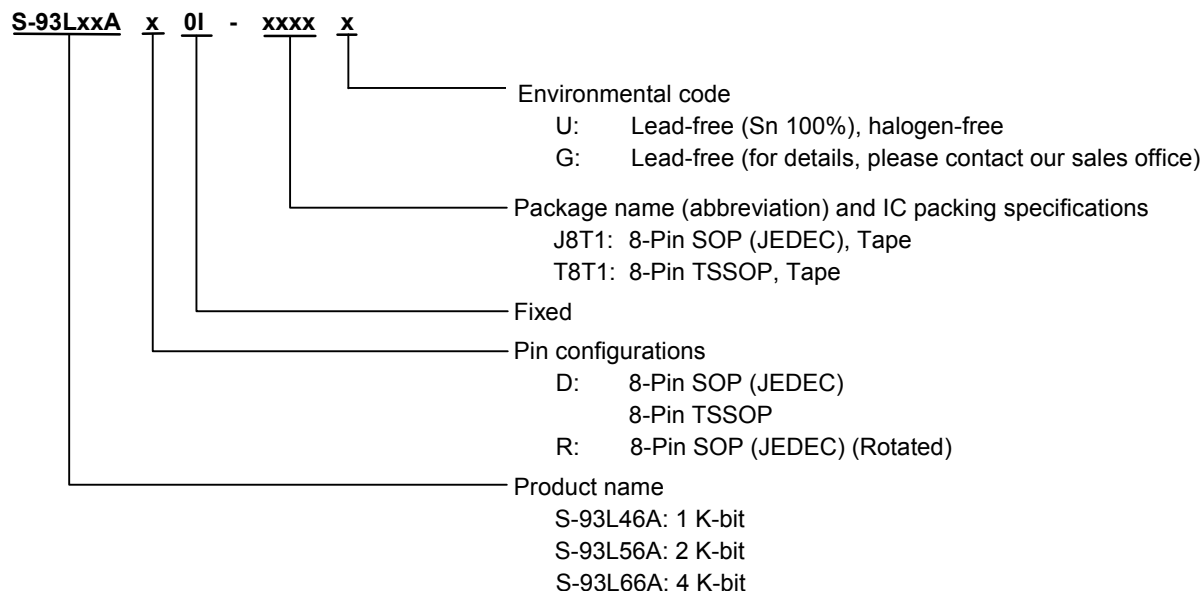 S-93LxxA x 0I - xxxx x
Environmental code
U: Lead-free (Sn 100%), halogen-free
G: Lead-free (for details, please contact our sales office)
Package name (abbreviation) and IC packing specifications
J8T1: 8-Pin SOP (JEDEC), Tape
T8T1: 8-Pin TSSOP, Tape
Fixed
Pin configurations
D: 8-Pin SOP (JEDEC)
8-Pin TSSOP
R: 8-Pin SOP (JEDEC) (Rotated)
Product name
S-93L46A: 1 K-bit
S-93L56A: 2 K-bit
S-93L66A: 4 K-bit